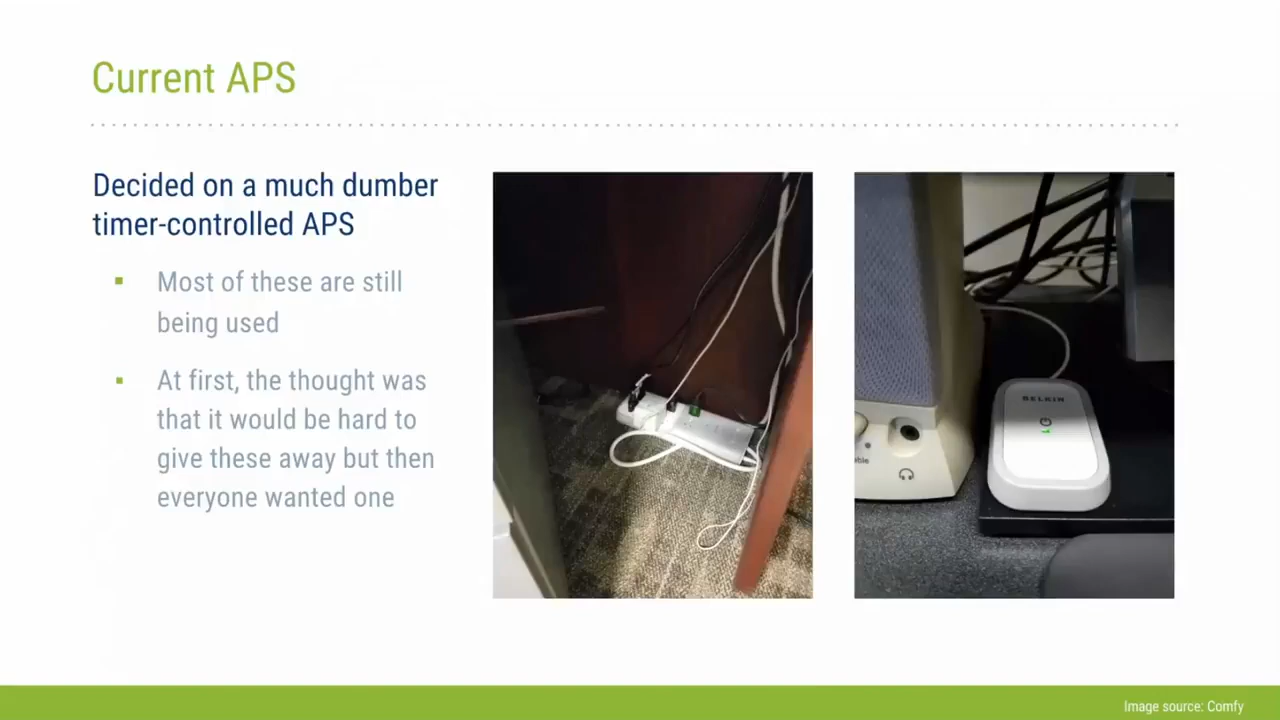 Current APS
Decided on a much dumber
timer-controlled APS
Most of these are still
being used
At first, the thought was
that it would be hard to
give these away but then
everyone wanted one
BELKIN
Image source: Comfy